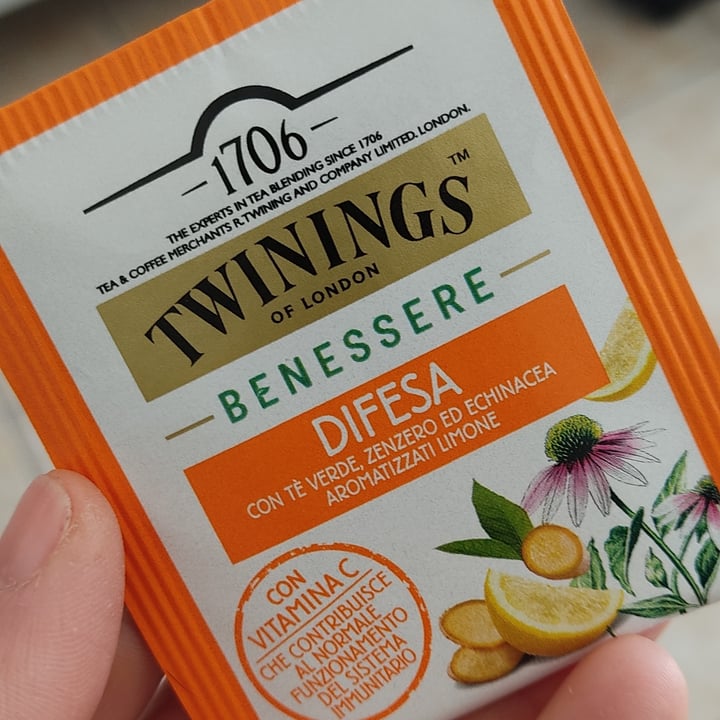 1706
THE EXPERTS IN TEA BLENDING SINCE 1706
TEA & COFFEE MERCHANTS R. TWINING AND COMPANY LIMITED. LONDON.
TWININGS™
OF LONDON
BENESSERE
DIFESA
CON TÈ VERDE, ZENZERO ED ECHINACEA
AROMATIZZATI LIMONE
CON
VITAMINA C
CHE CONTRIBUISCE
AL NORMALE
FUNZIONAMENTO
DEL SISTEMA
IMMUNITARIO